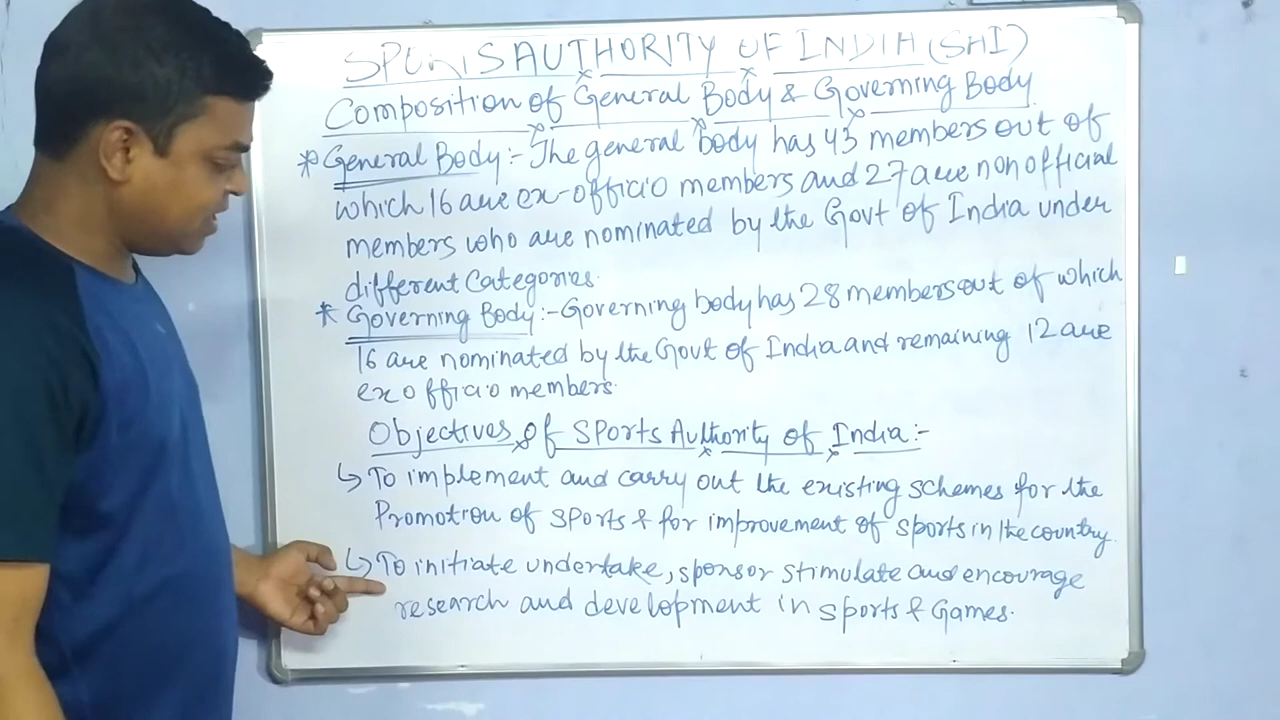 SPORTS AUTHORITY OF INDIA (SAI)
Composition of General Body & Governing Body
* General Body :- The general body has 43 members out of
which 16 are ex-officio members and 27 are non official
members who are nominated by the Govt of India under
different Categories.
* Governing Body :- Governing body has 28 members out of which
16 are nominated by the Govt of India and remaining 12 are
ex officio members.
Objectives of Sports Authority of India :-
↳ To implement and carry out the existing schemes for the
Promotion of sports & for improvement of sports in the country.
↳ To initiate undertake, sponsor stimulate and encourage
research and development in sports & Games.